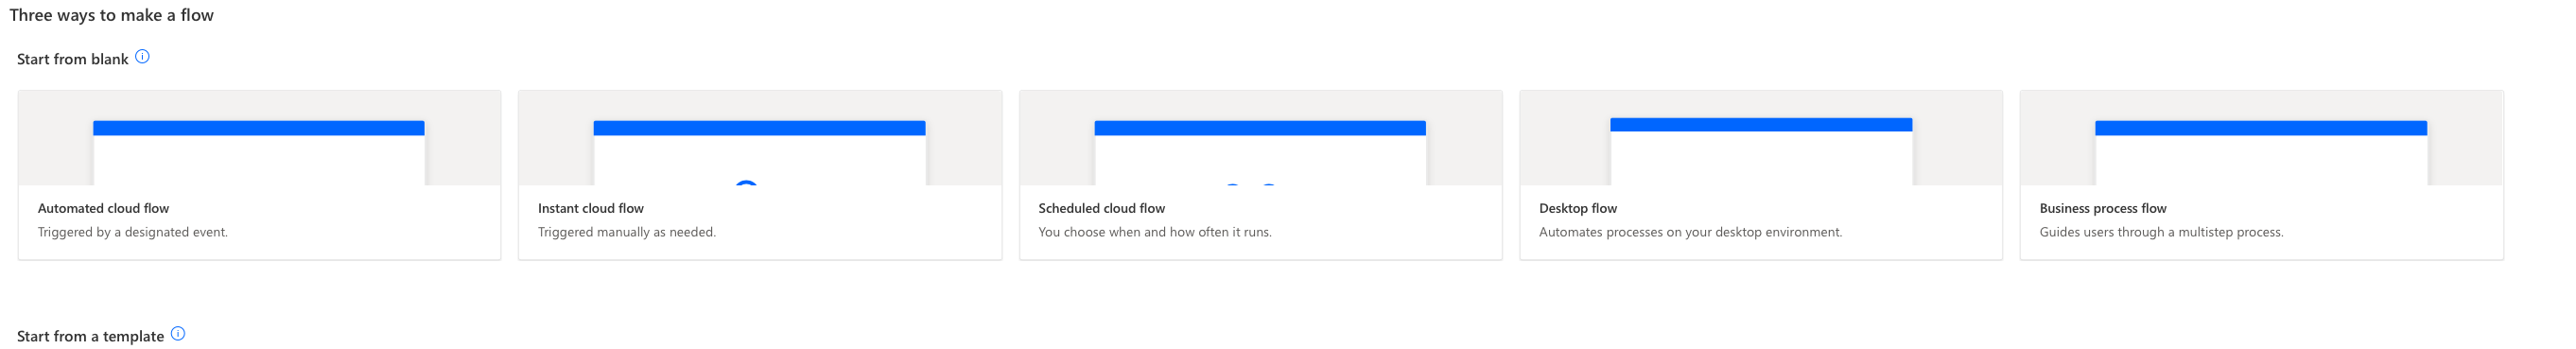 Three ways to make a flow
Start from blank
Automated cloud flow
Triggered by a designated event.
Instant cloud flow
Triggered manually as needed.
Scheduled cloud flow
You choose when and how often it runs.
Desktop flow
Automates processes on your desktop environment.
Business process flow
Guides users through a multistep process.
Start from a template